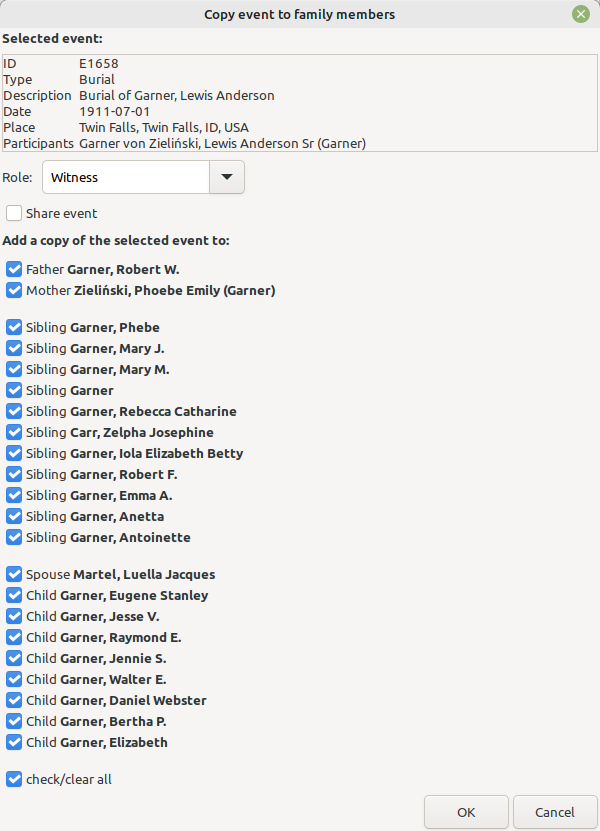 Copy event to family members
Selected event:
ID E1658
Type Burial
Description Burial of Garner, Lewis Anderson
Date 1911-07-01
Place Twin Falls, Twin Falls, ID, USA
Participants Garner von Zieliński, Lewis Anderson Sr (Garner)
Role: Witness
Share event
Add a copy of the selected event to:
Father Garner, Robert W.
Mother Zieliński, Phoebe Emily (Garner)
Sibling Garner, Phebe
Sibling Garner, Mary J.
Sibling Garner, Mary M.
Sibling Garner
Sibling Garner, Rebecca Catharine
Sibling Carr, Zelpha Josephine
Sibling Garner, Iola Elizabeth Betty
Sibling Garner, Robert F.
Sibling Garner, Emma A.
Sibling Garner, Anetta
Sibling Garner, Antoinette
Spouse Martel, Luella Jacques
Child Garner, Eugene Stanley
Child Garner, Jesse V.
Child Garner, Raymond E.
Child Garner, Jennie S.
Child Garner, Walter E.
Child Garner, Daniel Webster
Child Garner, Bertha P.
Child Garner, Elizabeth
check/clear all
OK Cancel